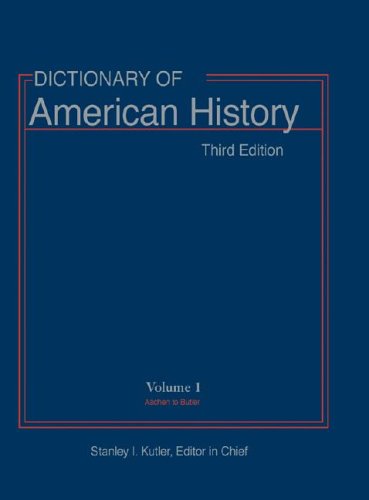 DICTIONARY OF
American History
Third Edition
Volume 1
Aachen to Butler
Stanley I. Kutler, Editor in Chief